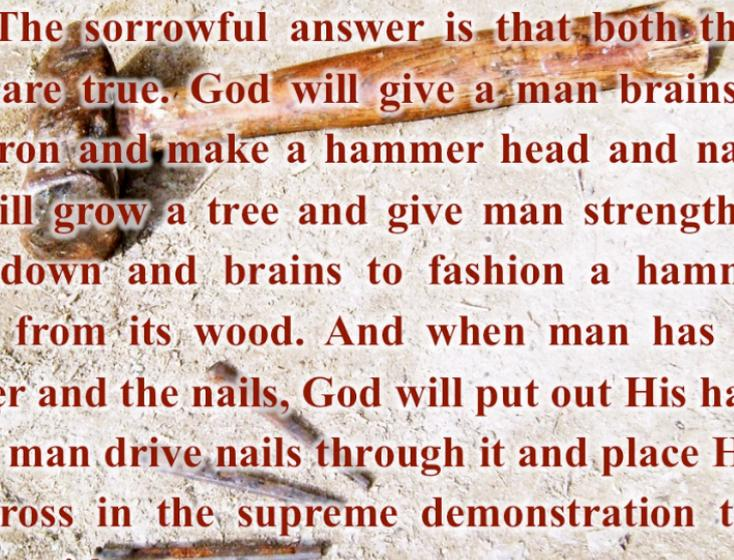 The sorrowful answer is that both th
are true. God will give a man brains
ron and make a hammer head and na
ill grow a tree and give man strength
down and brains to fashion a hamm
from its wood. And when man has
er and the nails, God will put out His ha
man drive nails through it and place H
ross in the supreme demonstration t